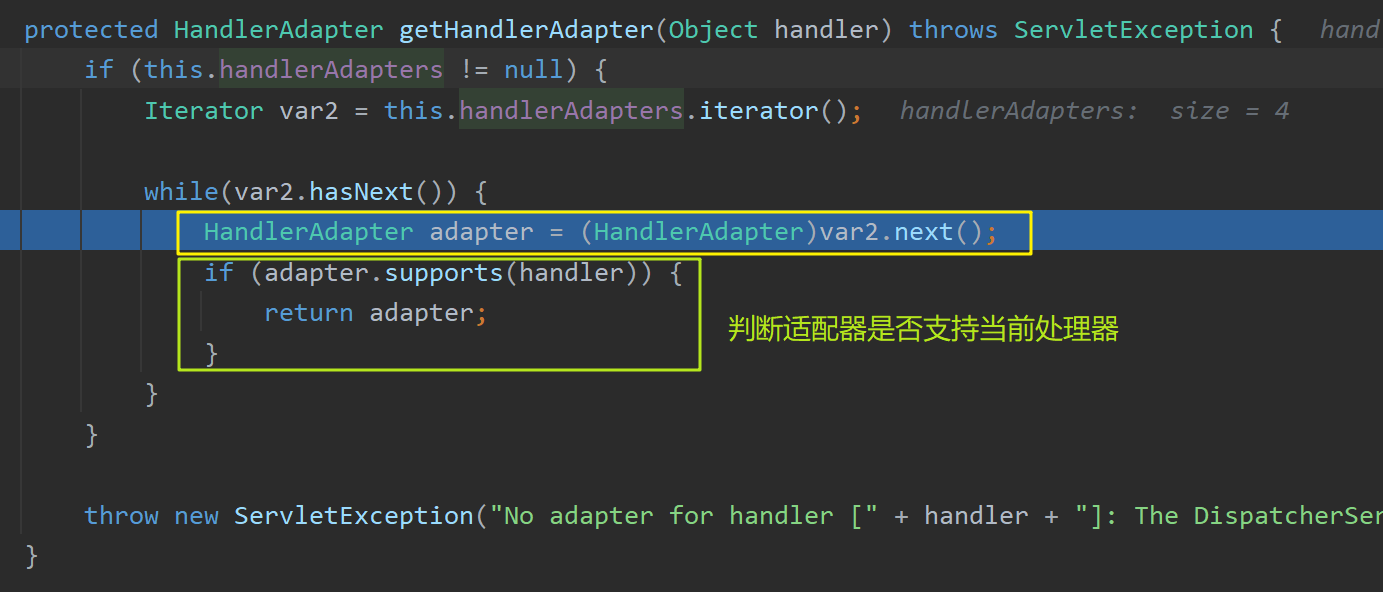 protected HandlerAdapter getHandlerAdapter(Object handler) throws ServletException { hand
if (this.handlerAdapters != null) {
Iterator var2 = this.handlerAdapters.iterator(); handlerAdapters: size = 4
while(var2.hasNext()) {
HandlerAdapter adapter = (HandlerAdapter)var2.next();
if (adapter.supports(handler)) {
return adapter;
判断适配器是否支持当前处理器
}
}
}
throw new ServletException("No adapter for handler [" + handler + "]: The DispatcherSer
}